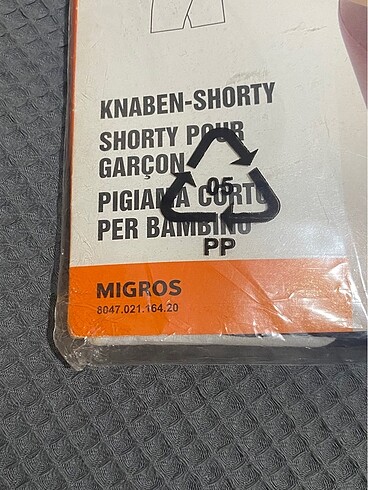 KNABEN-SHORTY
SHORTY POUR
GARÇON
PIGIAMA CORTO
PER BAMBINO
05
PP
MIGROS
8047.021.164.20